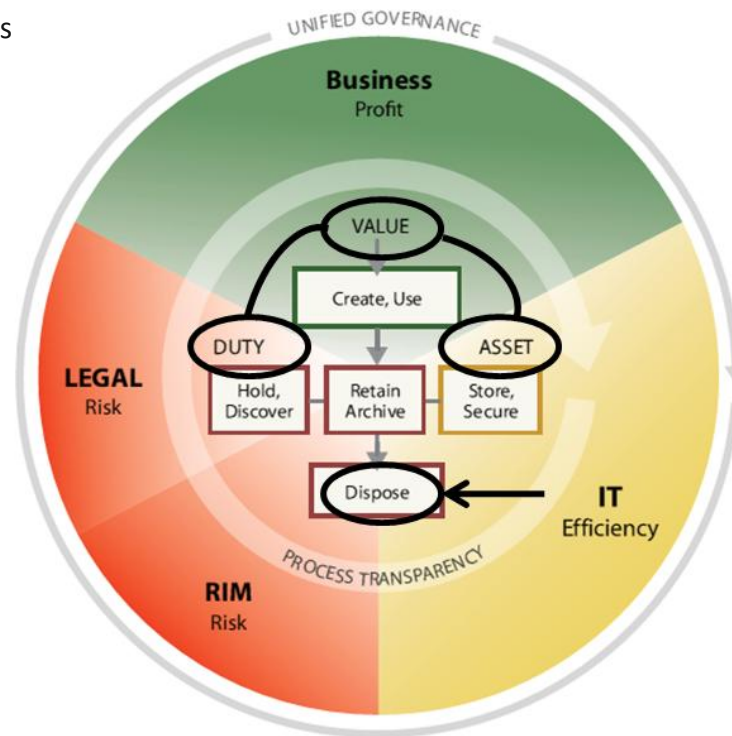 s
UNIFIED GOVERNANCE
Business
Profit
VALUE
Create, Use
DUTY
ASSET
LEGAL
Risk
Hold,
Discover
Retain
Archive
Store,
Secure
Dispose
IT
Efficiency
PROCESS TRANSPARENCY
RIM
Risk